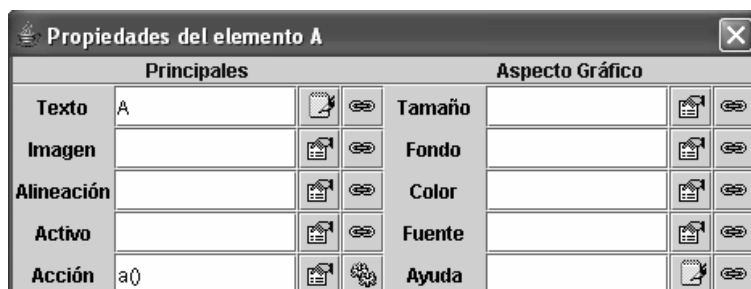 Propiedades del elemento A
Principales Aspecto Gráfico
Texto A Tamaño
Imagen Fondo
Alineación Color
Activo Fuente
Acción a() Ayuda